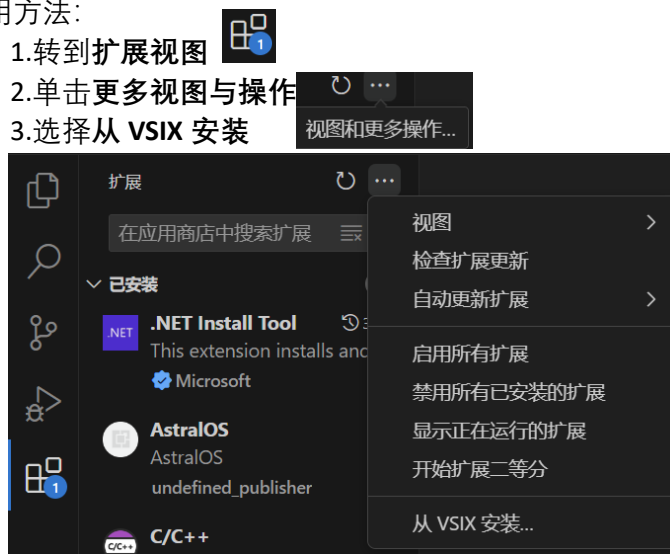 用方法:
1.转到扩展视图
1
2.单击更多视图与操作
...
3.选择从 VSIX 安装
视图和更多操作...
扩展
...
在应用商店中搜索扩展
已安装
.NET
.NET Install Tool
This extension installs and
Microsoft
AstralOS
AstralOS
undefined_publisher
1
C/C++
C/C++
视图
检查扩展更新
自动更新扩展
启用所有扩展
禁用所有已安装的扩展
显示正在运行的扩展
开始扩展二等分
从 VSIX 安装...